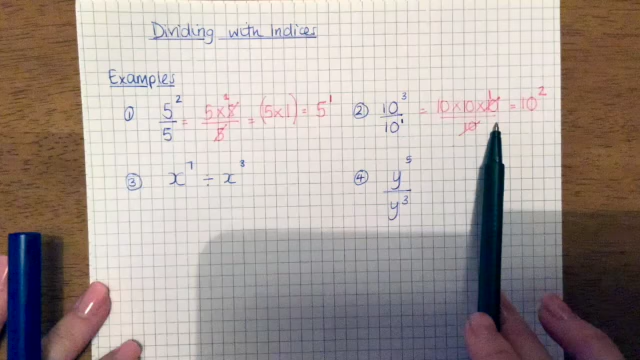 Dividing with Indices
Examples
① 5²/5 = 5×5/5 = (5×1) = 5¹
② 10³/10¹ = 10×10×10/10 = 10²
③ x⁷ ÷ x³
④ y⁵/y³